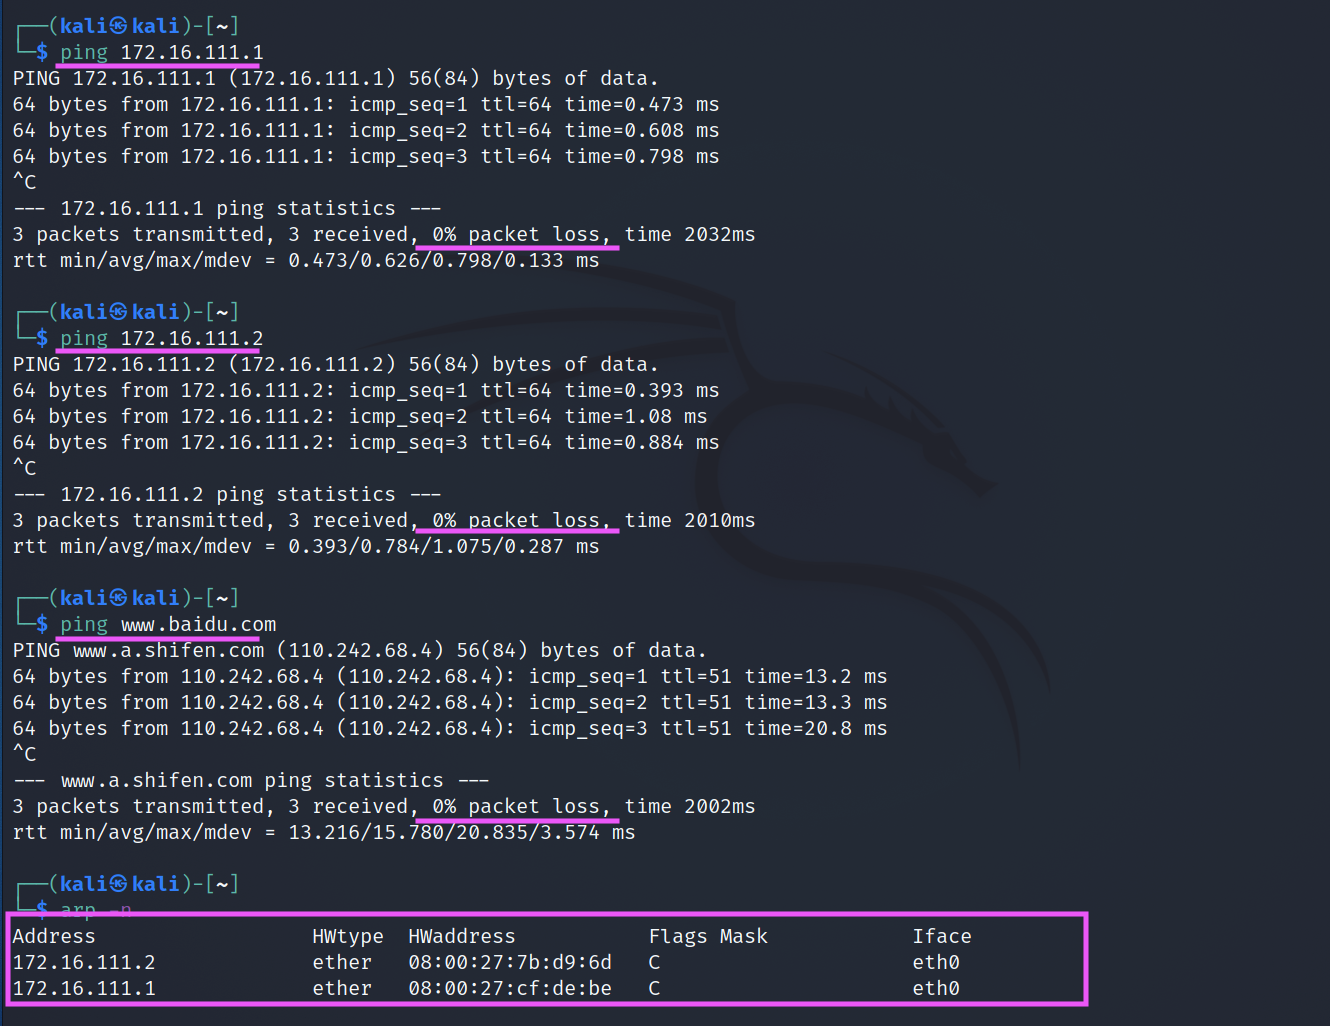 ┌──(kali㉿kali)-[~]
└─$ ping 172.16.111.1
PING 172.16.111.1 (172.16.111.1) 56(84) bytes of data.
64 bytes from 172.16.111.1: icmp_seq=1 ttl=64 time=0.473 ms
64 bytes from 172.16.111.1: icmp_seq=2 ttl=64 time=0.608 ms
64 bytes from 172.16.111.1: icmp_seq=3 ttl=64 time=0.798 ms
^C
--- 172.16.111.1 ping statistics ---
3 packets transmitted, 3 received, 0% packet loss, time 2032ms
rtt min/avg/max/mdev = 0.473/0.626/0.798/0.133 ms
┌──(kali㉿kali)-[~]
└─$ ping 172.16.111.2
PING 172.16.111.2 (172.16.111.2) 56(84) bytes of data.
64 bytes from 172.16.111.2: icmp_seq=1 ttl=64 time=0.393 ms
64 bytes from 172.16.111.2: icmp_seq=2 ttl=64 time=1.08 ms
64 bytes from 172.16.111.2: icmp_seq=3 ttl=64 time=0.884 ms
^C
--- 172.16.111.2 ping statistics ---
3 packets transmitted, 3 received, 0% packet loss, time 2010ms
rtt min/avg/max/mdev = 0.393/0.784/1.075/0.287 ms
┌──(kali㉿kali)-[~]
└─$ ping www.baidu.com
PING www.a.shifen.com (110.242.68.4) 56(84) bytes of data.
64 bytes from 110.242.68.4 (110.242.68.4): icmp_seq=1 ttl=51 time=13.2 ms
64 bytes from 110.242.68.4 (110.242.68.4): icmp_seq=2 ttl=51 time=13.3 ms
64 bytes from 110.242.68.4 (110.242.68.4): icmp_seq=3 ttl=51 time=20.8 ms
^C
--- www.a.shifen.com ping statistics ---
3 packets transmitted, 3 received, 0% packet loss, time 2002ms
rtt min/avg/max/mdev = 13.216/15.780/20.835/3.574 ms
┌──(kali㉿kali)-[~]
└─$ arp -n
Address HWtype HWaddress Flags Mask Iface
172.16.111.2 ether 08:00:27:7b:d9:6d C eth0
172.16.111.1 ether 08:00:27:cf:de:be C eth0